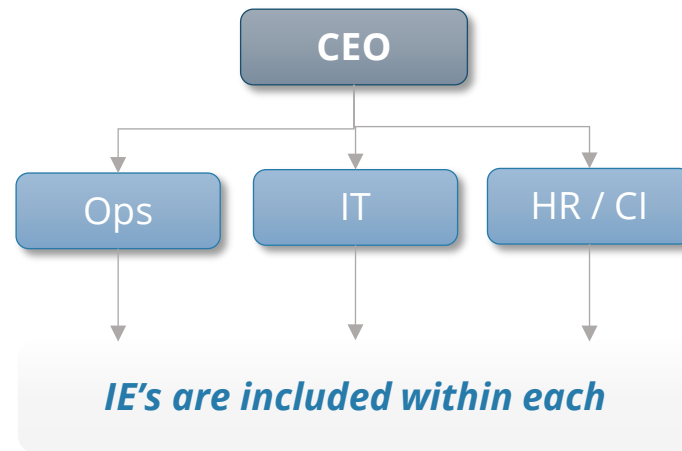 CEO
Ops
IT
HR / CI
IE’s are included within each